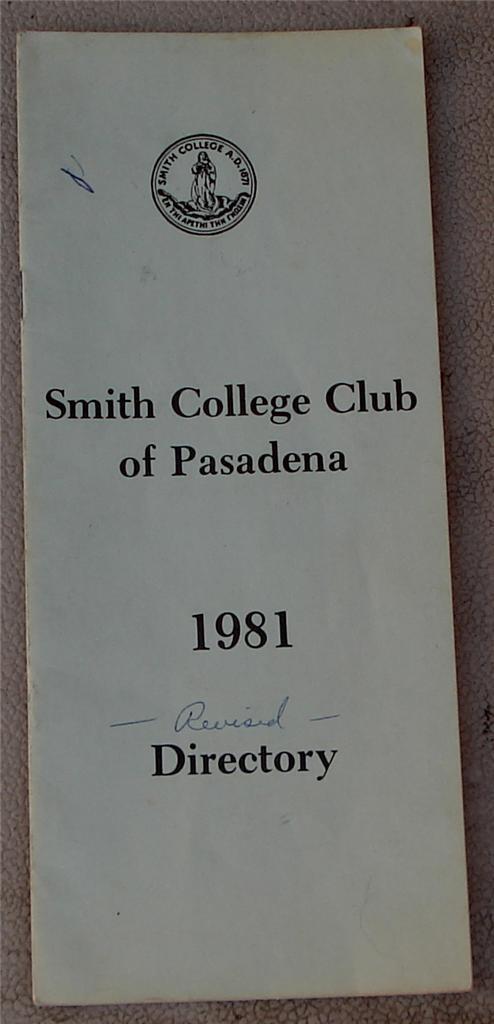 SMITH COLLEGE A.D. 1871
Smith College Club
of Pasadena
1981
— Revised —
Directory